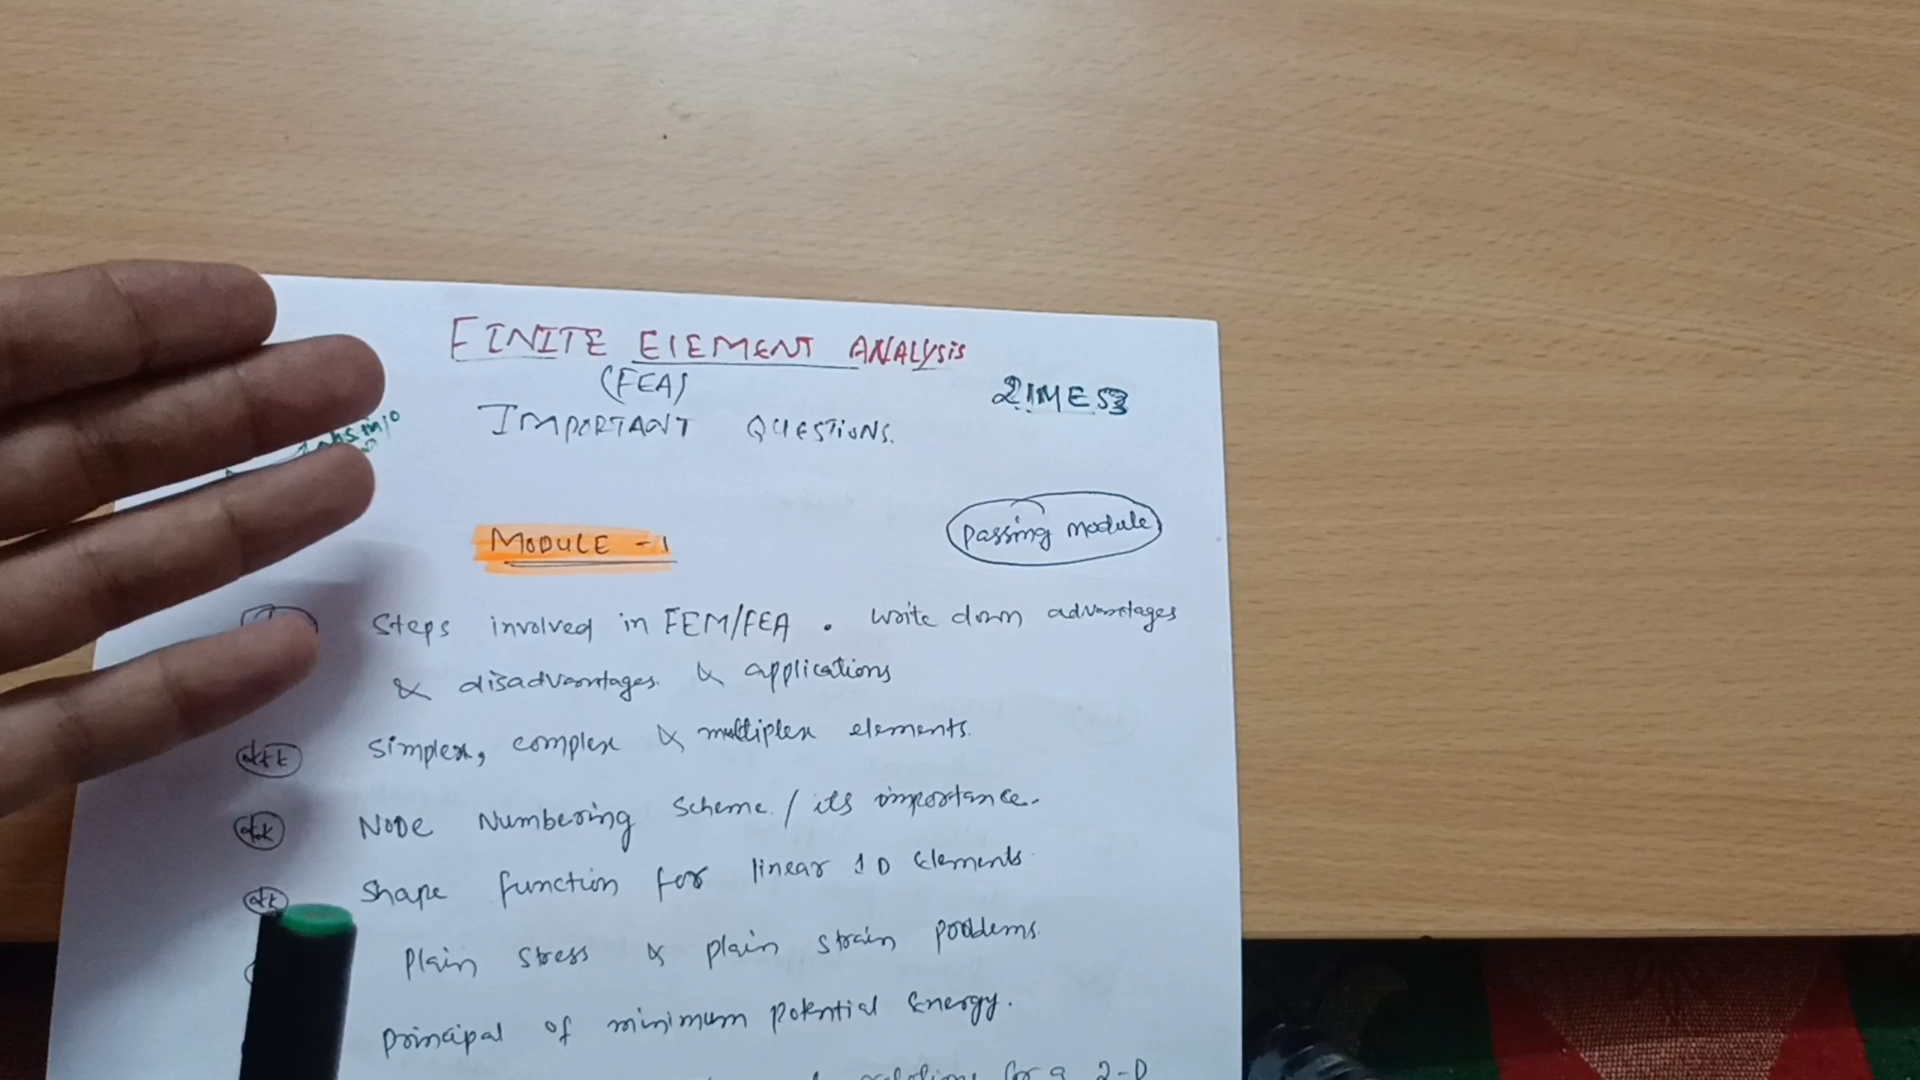 FINITE ELEMENT ANALYSIS
(FEA)
21ME53
IMPORTANT QUESTIONS.
MODULE - 1
Passing module
Steps involved in FEM/FEA. Write down advantages
& disadvantages. & applications
Simplex, complex & multiplex elements.
Node Numbering Scheme. / its importance.
Shape function for linear 1D Elements.
Plain stress & plain strain problems.
Principal of minimum potential Energy.
for a 2-D